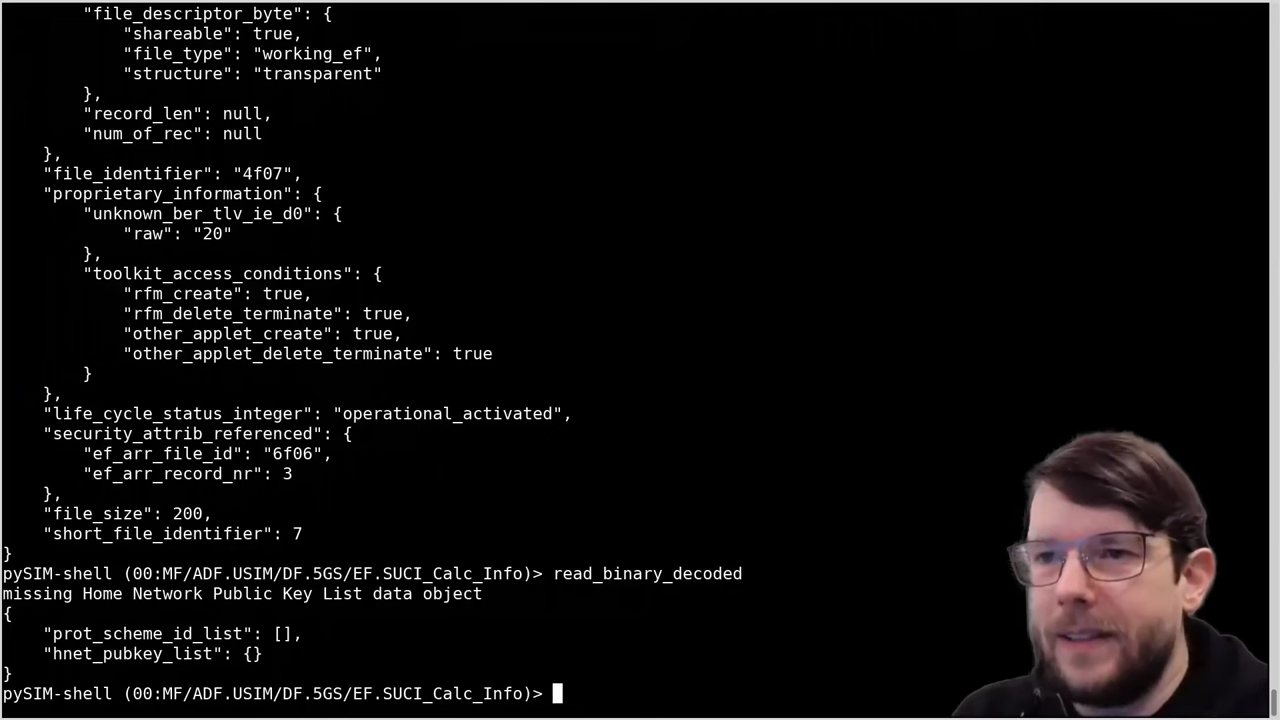 "file_descriptor_byte": {
"shareable": true,
"file_type": "working_ef",
"structure": "transparent"
},
"record_len": null,
"num_of_rec": null
},
"file_identifier": "4f07",
"proprietary_information": {
"unknown_ber_tlv_ie_d0": {
"raw": "20"
},
"toolkit_access_conditions": {
"rfm_create": true,
"rfm_delete_terminate": true,
"other_applet_create": true,
"other_applet_delete_terminate": true
}
},
"life_cycle_status_integer": "operational_activated",
"security_attrib_referenced": {
"ef_arr_file_id": "6f06",
"ef_arr_record_nr": 3
},
"file_size": 200,
"short_file_identifier": 7
}
pySIM-shell (00:MF/ADF.USIM/DF.5GS/EF.SUCI_Calc_Info)> read_binary_decoded
missing Home Network Public Key List data object
{
"prot_scheme_id_list": [],
"hnet_pubkey_list": {}
}
pySIM-shell (00:MF/ADF.USIM/DF.5GS/EF.SUCI_Calc_Info)>